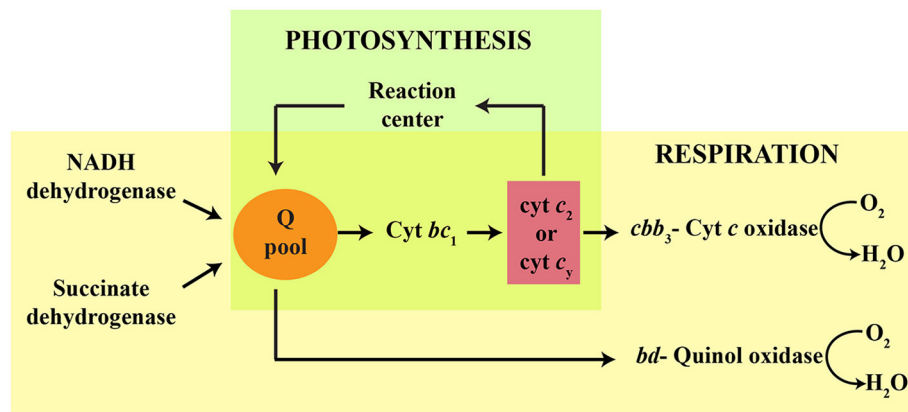 PHOTOSYNTHESIS
Reaction
center
RESPIRATION
NADH
dehydrogenase
Q
pool
Cyt bc₁
cyt c₂
or
cyt c_y
cbb₃- Cyt c oxidase
O₂
H₂O
Succinate
dehydrogenase
bd- Quinol oxidase
O₂
H₂O